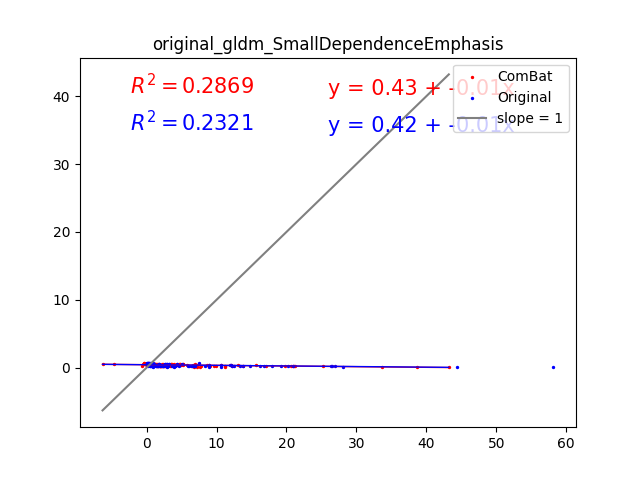 original_gldm_SmallDependenceEmphasis
R² = 0.2869
y = 0.43 + -0.01x
R² = 0.2321
y = 0.42 + -0.01x
ComBat
Original
slope = 1
40
30
20
10
0
0 10 20 30 40 50 60